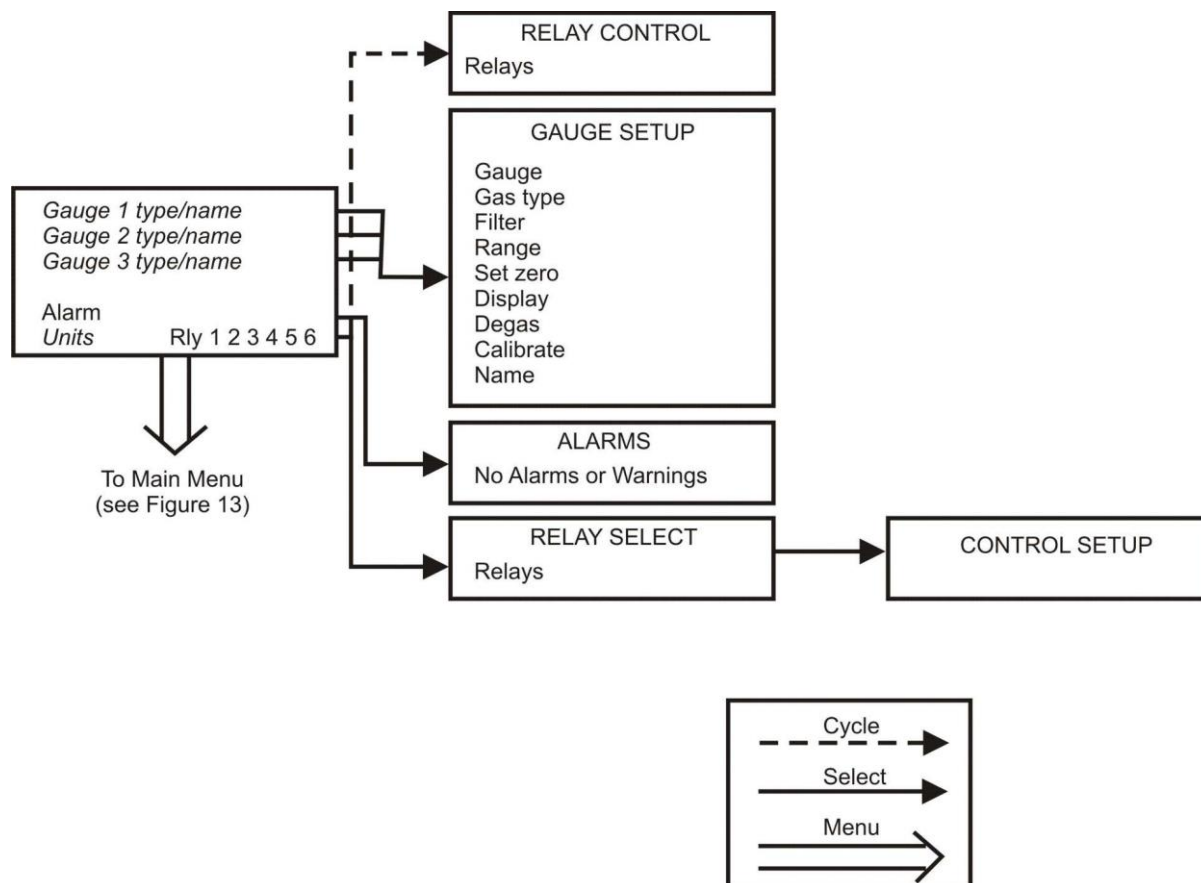 RELAY CONTROL
Relays
GAUGE SETUP
Gauge
Gas type
Filter
Range
Set zero
Display
Degas
Calibrate
Name
Gauge 1 type/name
Gauge 2 type/name
Gauge 3 type/name
Alarm
Units Rly 1 2 3 4 5 6
To Main Menu
(see Figure 13)
ALARMS
No Alarms or Warnings
RELAY SELECT
Relays
CONTROL SETUP
Cycle
Select
Menu